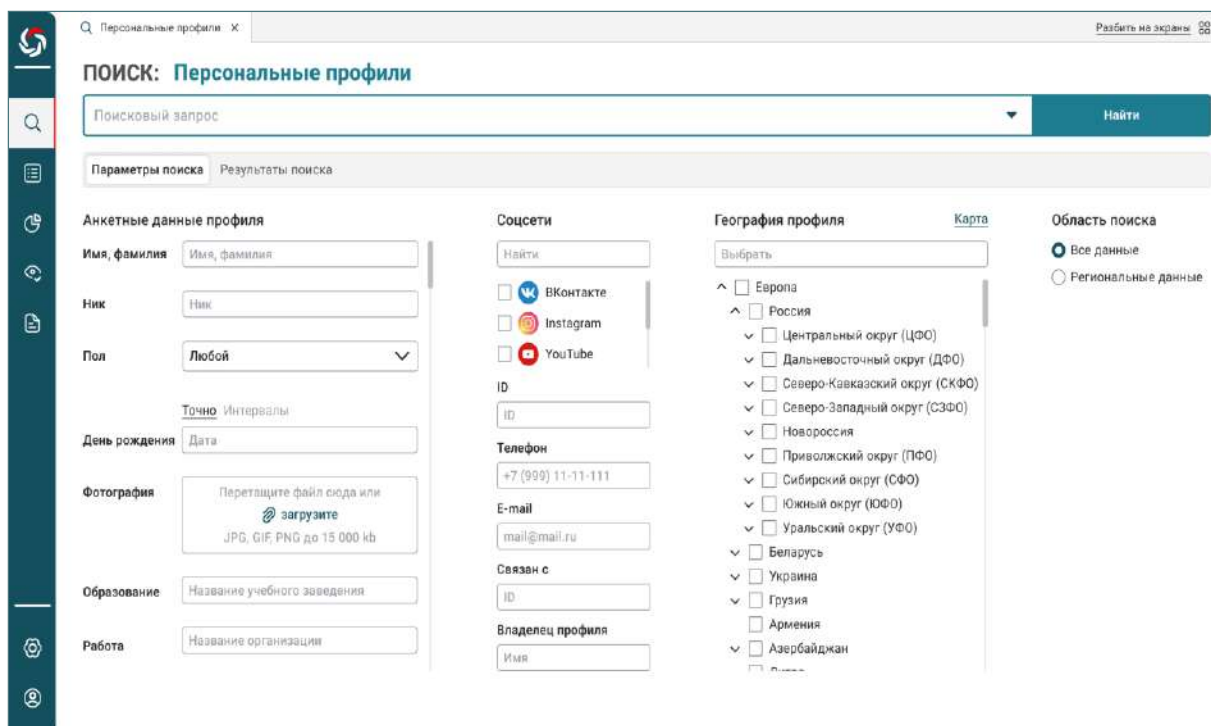 Персональные профили
Разбить на экраны
ПОИСК: Персональные профили
Поисковый запрос
Найти
Параметры поиска
Результаты поиска
Анкетные данные профиля
Имя, фамилия
Имя, фамилия
Ник
Ник
Пол
Любой
Точно Интервалы
День рождения
Дата
Фотография
Перетащите файл сюда или
загрузите
JPG, GIF, PNG до 15 000 kb
Образование
Название учебного заведения
Работа
Название организации
Соцсети
Найти
ВКонтакте
Instagram
YouTube
ID
ID
Телефон
+7 (999) 11-11-111
E-mail
mail@mail.ru
Связан с
ID
Владелец профиля
Имя
География профиля
Карта
Выбрать
Европа
Россия
Центральный округ (ЦФО)
Дальневосточный округ (ДФО)
Северо-Кавказский округ (СКФО)
Северо-Западный округ (СЗФО)
Новороссия
Приволжский округ (ПФО)
Сибирский округ (СФО)
Южный округ (ЮФО)
Уральский округ (УФО)
Беларусь
Украина
Грузия
Армения
Азербайджан
Область поиска
Все данные
Региональные данные